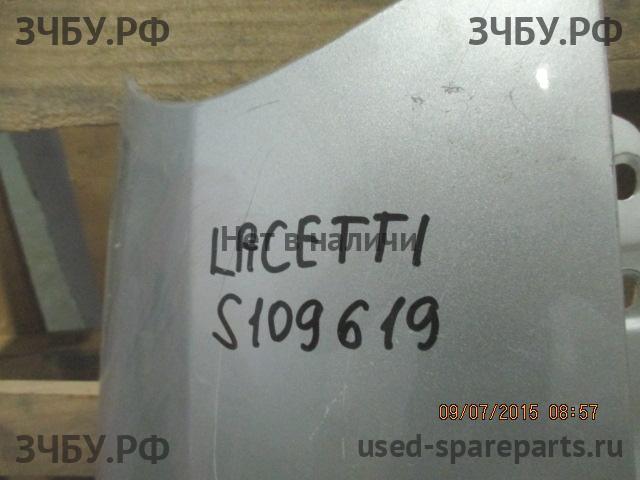 ЗЧБУ.РФ ЗЧБУ.РФ
Нет в наличии
LACETTI
S109619
09/07/2015 08:57
ЗЧБУ.РФ used-spareparts.ru